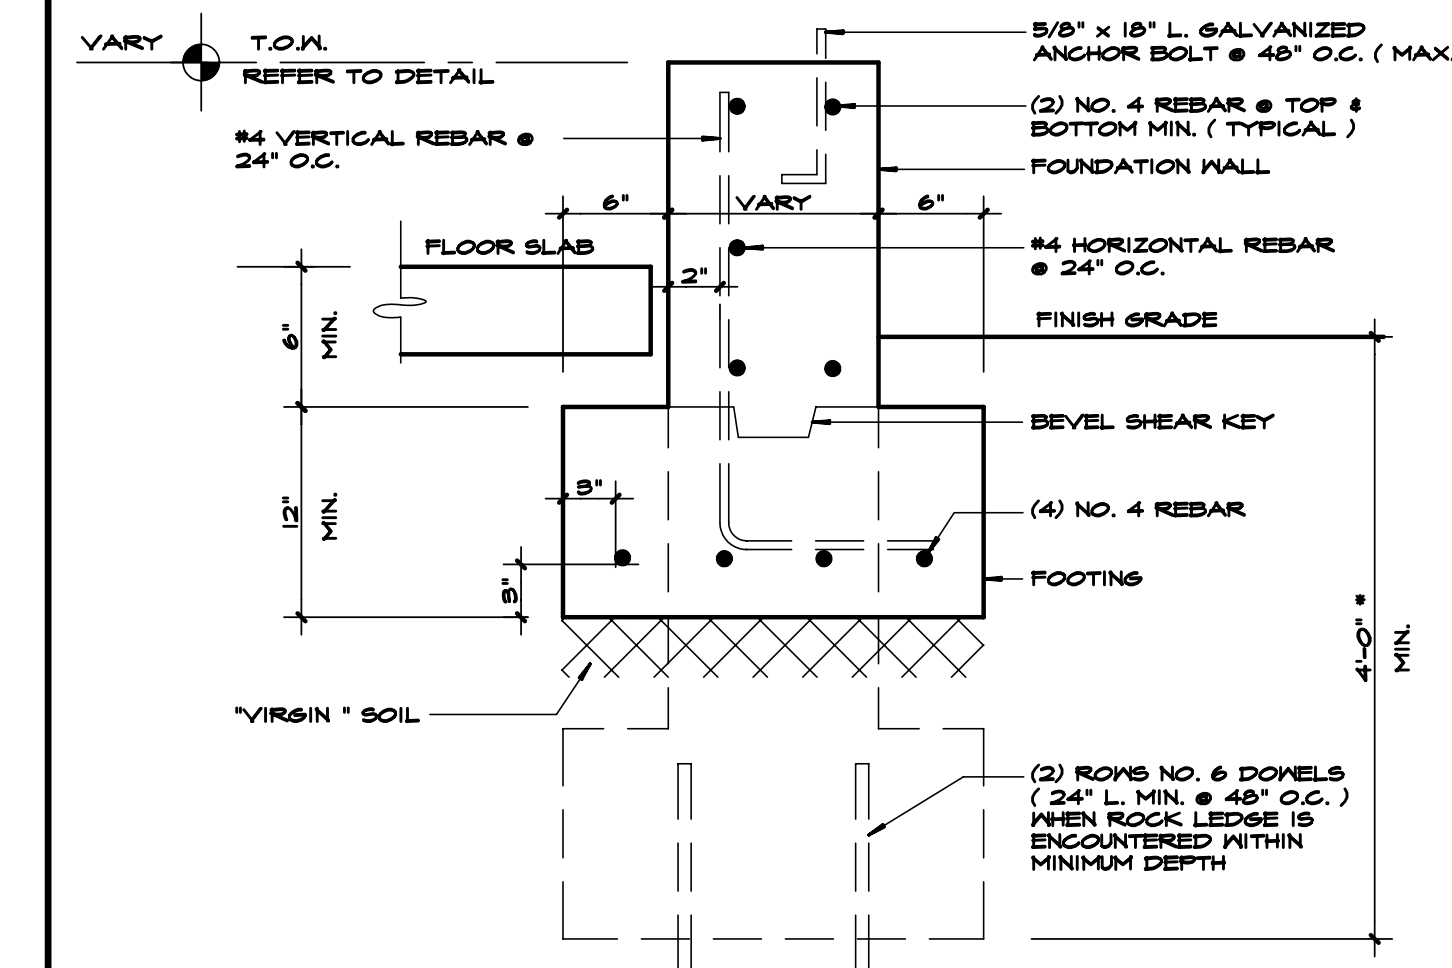 VARY
T.O.W.
REFER TO DETAIL
5/8" x 18" L. GALVANIZED
ANCHOR BOLT @ 48" O.C. ( MAX.
(2) NO. 4 REBAR @ TOP &
BOTTOM MIN. ( TYPICAL )
#4 VERTICAL REBAR @
24" O.C.
FOUNDATION WALL
6"
VARY
6"
FLOOR SLAB
#4 HORIZONTAL REBAR
@ 24" O.C.
2"
FINISH GRADE
6"
MIN.
BEVEL SHEAR KEY
3"
12"
MIN.
(4) NO. 4 REBAR
3"
FOOTING
4'-0" *
MIN.
"VIRGIN " SOIL
(2) ROWS NO. 6 DOWELS
( 24" L. MIN. @ 48" O.C. )
WHEN ROCK LEDGE IS
ENCOUNTERED WITHIN
MINIMUM DEPTH